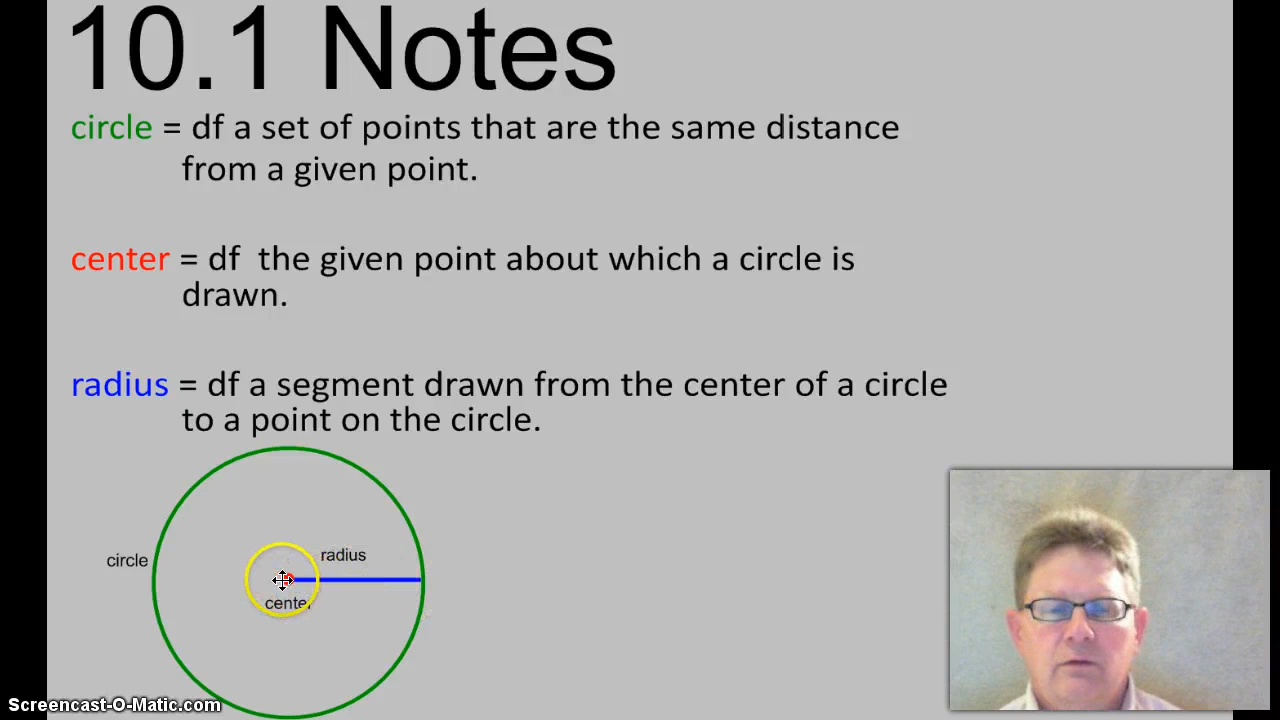 10.1 Notes
circle = df a set of points that are the same distance
from a given point.
center = df the given point about which a circle is
drawn.
radius = df a segment drawn from the center of a circle
to a point on the circle.
radius
circle
center
Screencast-O-Matic.com